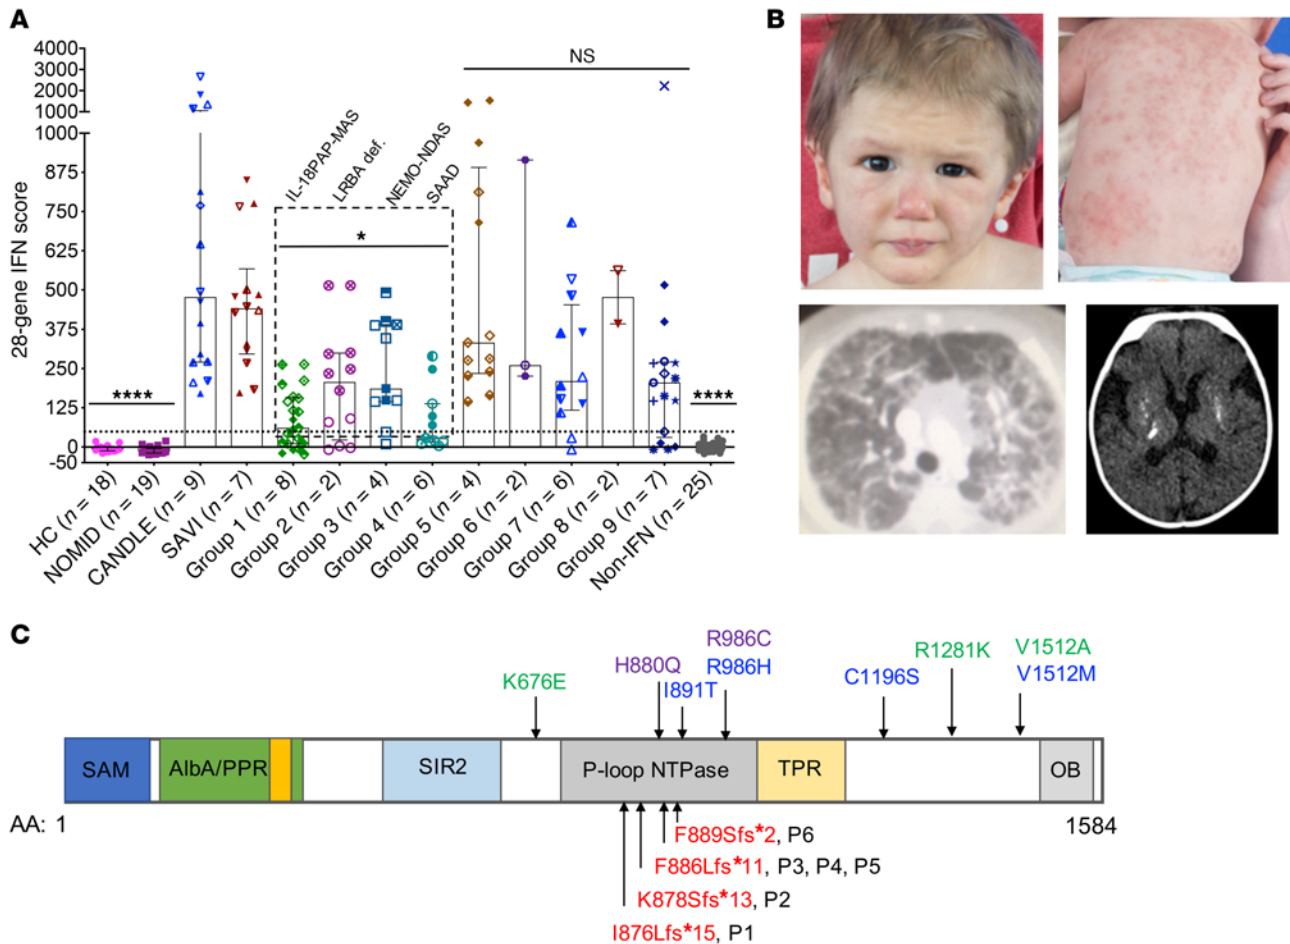 A
B
4000
3000
2000
1000
1000
875
750
625
500
375
250
125
0
-50
28-gene IFN score
NS
IL-18PAP-MAS
LRBA def.
NEMO-NDAS
SAAD
*
****
****
HC (n = 18)
NOMID (n = 19)
CANDLE (n = 9)
SAVI (n = 7)
Group 1 (n = 8)
Group 2 (n = 2)
Group 3 (n = 4)
Group 4 (n = 6)
Group 5 (n = 4)
Group 6 (n = 2)
Group 7 (n = 6)
Group 8 (n = 2)
Group 9 (n = 7)
Non-IFN (n = 25)
C
R986C
H880Q
R986H
K676E
I891T
C1196S
R1281K
V1512A
V1512M
SAM
AlbA/PPR
SIR2
P-loop NTPase
TPR
OB
AA: 1
1584
F889Sfs*2, P6
F886Lfs*11, P3, P4, P5
K878Sfs*13, P2
I876Lfs*15, P1